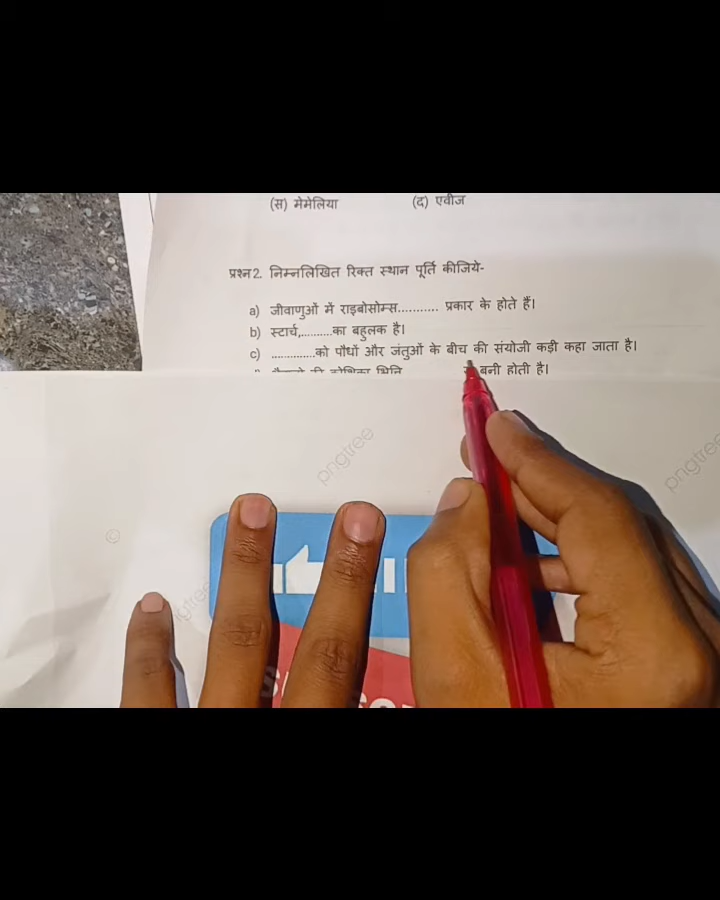 (स) मेमेलिया (द) एवीज
प्रश्न2. निम्नलिखित रिक्त स्थान पूर्ति कीजिये-
a) जीवाणुओं में राइबोसोम्स........... प्रकार के होते हैं।
b) स्टार्च,.........का बहुलक है।
c) .............को पौधों और जंतुओं के बीच की संयोजी कड़ी कहा जाता है।
बनी होती है।
pngtree
pngtree
©